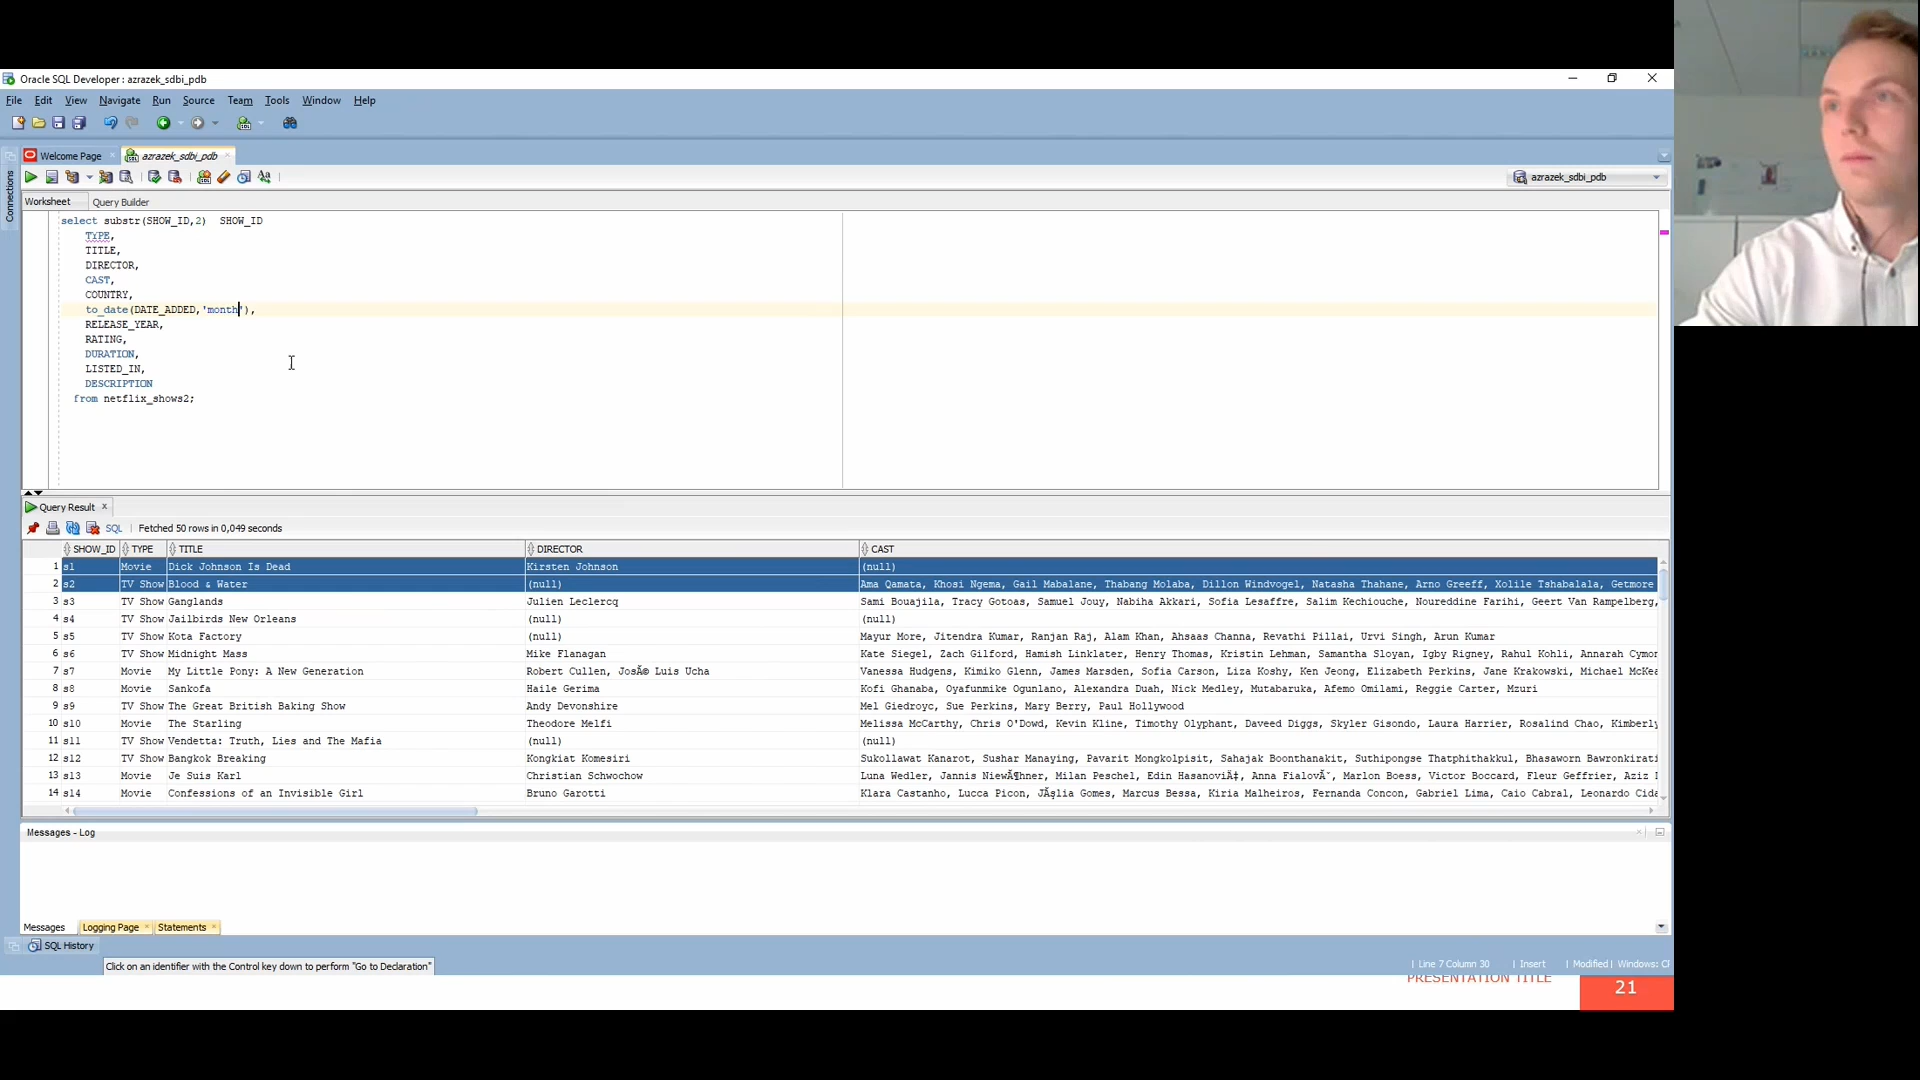 Oracle SQL Developer : azrazek_sdbi_pdb
File Edit View Navigate Run Source Team Tools Window Help
Welcome Page azrazek_sdbi_pdb
azrazek_sdbi_pdb
Connections
Worksheet Query Builder
select substr(SHOW_ID,2) SHOW_ID
TYPE,
TITLE,
DIRECTOR,
CAST,
COUNTRY,
to_date(DATE_ADDED,'month'),
RELEASE_YEAR,
RATING,
DURATION,
LISTED_IN,
DESCRIPTION
from netflix_shows2;
Query Result
SQL | Fetched 50 rows in 0,049 seconds
SHOW_ID TYPE TITLE DIRECTOR CAST
1 s1 Movie Dick Johnson Is Dead Kirsten Johnson (null)
2 s2 TV Show Blood & Water (null) Ama Qamata, Khosi Ngema, Gail Mabalane, Thabang Molaba, Dillon Windvogel, Natasha Thahane, Arno Greeff, Xolile Tshabalala, Getmore
3 s3 TV Show Ganglands Julien Leclercq Sami Bouajila, Tracy Gotoas, Samuel Jouy, Nabiha Akkari, Sofia Lesaffre, Salim Kechiouche, Noureddine Farihi, Geert Van Rampelberg,
4 s4 TV Show Jailbirds New Orleans (null) (null)
5 s5 TV Show Kota Factory (null) Mayur More, Jitendra Kumar, Ranjan Raj, Alam Khan, Ahsaas Channa, Revathi Pillai, Urvi Singh, Arun Kumar
6 s6 TV Show Midnight Mass Mike Flanagan Kate Siegel, Zach Gilford, Hamish Linklater, Henry Thomas, Kristin Lehman, Samantha Sloyan, Igby Rigney, Rahul Kohli, Annarah Cymon
7 s7 Movie My Little Pony: A New Generation Robert Cullen, JosÃ© Luis Ucha Vanessa Hudgens, Kimiko Glenn, James Marsden, Sofia Carson, Liza Koshy, Ken Jeong, Elizabeth Perkins, Jane Krakowski, Michael McKea
8 s8 Movie Sankofa Haile Gerima Kofi Ghanaba, Oyafunmike Ogunlano, Alexandra Duah, Nick Medley, Mutabaruka, Afemo Omilami, Reggie Carter, Mzuri
9 s9 TV Show The Great British Baking Show Andy Devonshire Mel Giedroyc, Sue Perkins, Mary Berry, Paul Hollywood
10 s10 Movie The Starling Theodore Melfi Melissa McCarthy, Chris O'Dowd, Kevin Kline, Timothy Olyphant, Daveed Diggs, Skyler Gisondo, Laura Harrier, Rosalind Chao, Kimberly
11 s11 TV Show Vendetta: Truth, Lies and The Mafia (null) (null)
12 s12 TV Show Bangkok Breaking Kongkiat Komesiri Sukollawat Kanarot, Sushar Manaying, Pavarit Mongkolpisit, Sahajak Boonthanakit, Suthipongse Thatphithakkul, Bhasaworn Bawronkirati
13 s13 Movie Je Suis Karl Christian Schwochow Luna Wedler, Jannis NiewÃ¶hner, Milan Peschel, Edin HasanoviÄ‡, Anna FialovÃˇ, Marlon Boess, Victor Boccard, Fleur Geffrier, Aziz
14 s14 Movie Confessions of an Invisible Girl Bruno Garotti Klara Castanho, Lucca Picon, JÃşlia Gomes, Marcus Bessa, Kiria Malheiros, Fernanda Concon, Gabriel Lima, Caio Cabral, Leonardo Cida
Messages - Log
Messages Logging Page Statements
SQL History
Click on an identifier with the Control key down to perform "Go to Declaration"
| Line 7 Column 30 | Insert | Modified | Windows: C
PRESENTATION TITLE
21